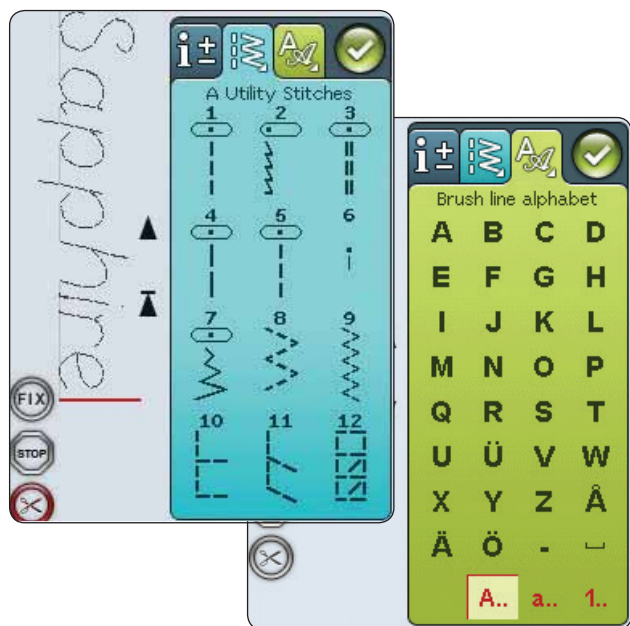 Sapphire
i±
A A
A Utility Stitches
1 2 3
4 5 6
7 8 9
10 11 12
FIX
STOP
i±
A A
Brush line alphabet
A B C D
E F G H
I J K L
M N O P
Q R S T
U Ü V W
X Y Z Å
Ä Ö - ⎵
A.. a.. 1..